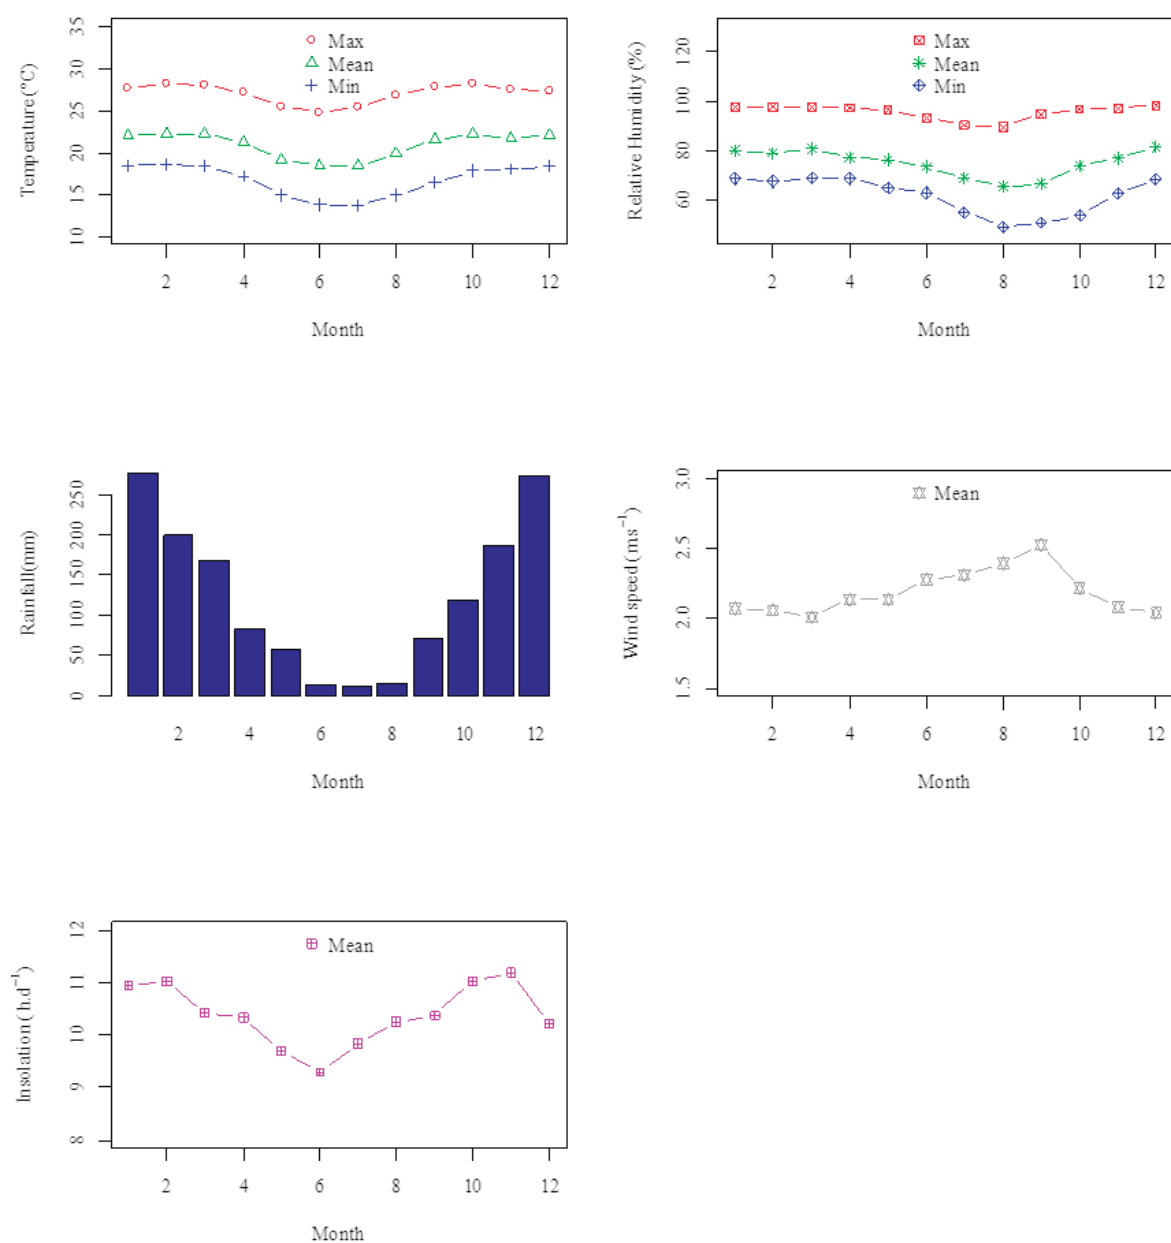 Temperature (°C)
35
30
25
20
15
10
Max
Mean
Min
2 4 6 8 10 12
Month
Relative Humidity (%)
120
100
80
60
Max
Mean
Min
2 4 6 8 10 12
Month
Rainfall(mm)
250
200
150
100
50
0
2 4 6 8 10 12
Month
Wind speed (ms⁻¹)
3.0
2.5
2.0
1.5
Mean
2 4 6 8 10 12
Month
Insolation ( h.d⁻¹)
12
11
10
9
8
Mean
2 4 6 8 10 12
Month